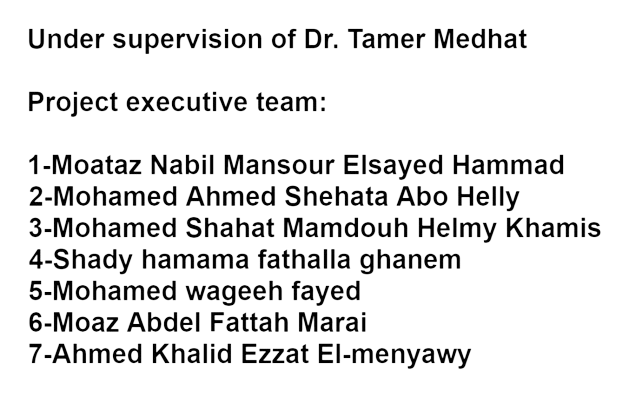 Under supervision of Dr. Tamer Medhat
Project executive team:
1-Moataz Nabil Mansour Elsayed Hammad
2-Mohamed Ahmed Shehata Abo Helly
3-Mohamed Shahat Mamdouh Helmy Khamis
4-Shady hamama fathalla ghanem
5-Mohamed wageeh fayed
6-Moaz Abdel Fattah Marai
7-Ahmed Khalid Ezzat El-menyawy